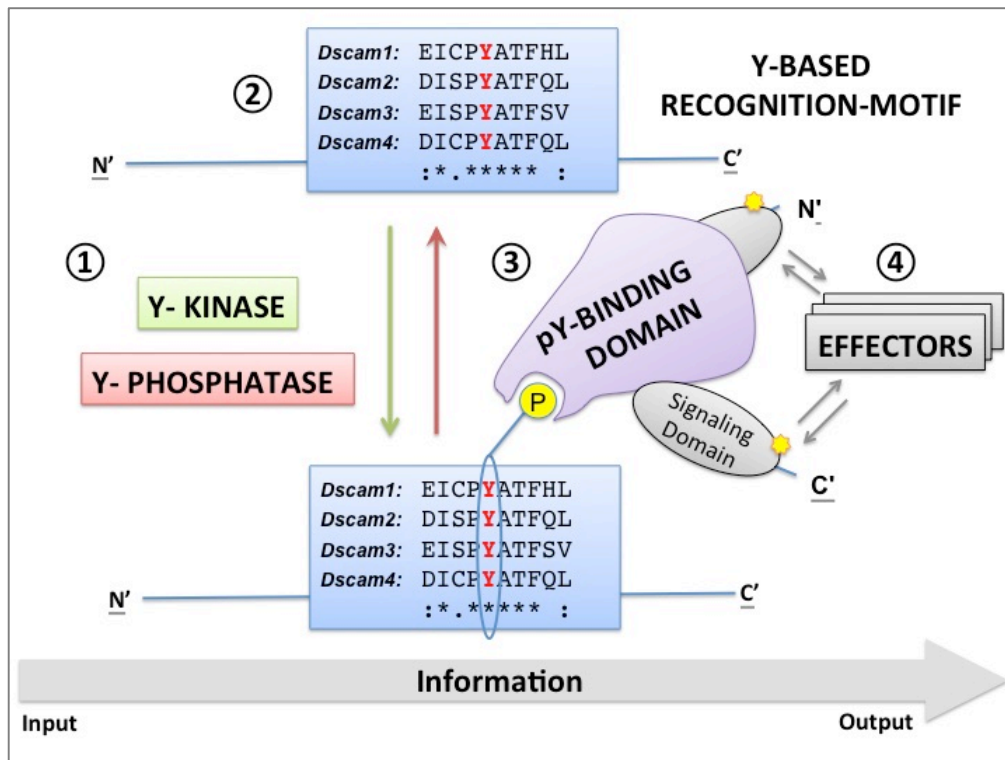 ②
Dscam1: EICPYATFHL
Dscam2: DISPYATFQL
Dscam3: EISPYATFSV
Dscam4: DICPYATFQL
:*.***** :
N’
C’
Y-BASED
RECOGNITION-MOTIF
①
Y- KINASE
Y- PHOSPHATASE
③
pY-BINDING
DOMAIN
N'
P
Signaling
Domain
C'
④
EFFECTORS
Dscam1: EICPYATFHL
Dscam2: DISPYATFQL
Dscam3: EISPYATFSV
Dscam4: DICPYATFQL
:*.***** :
N’
C’
Information
Input
Output